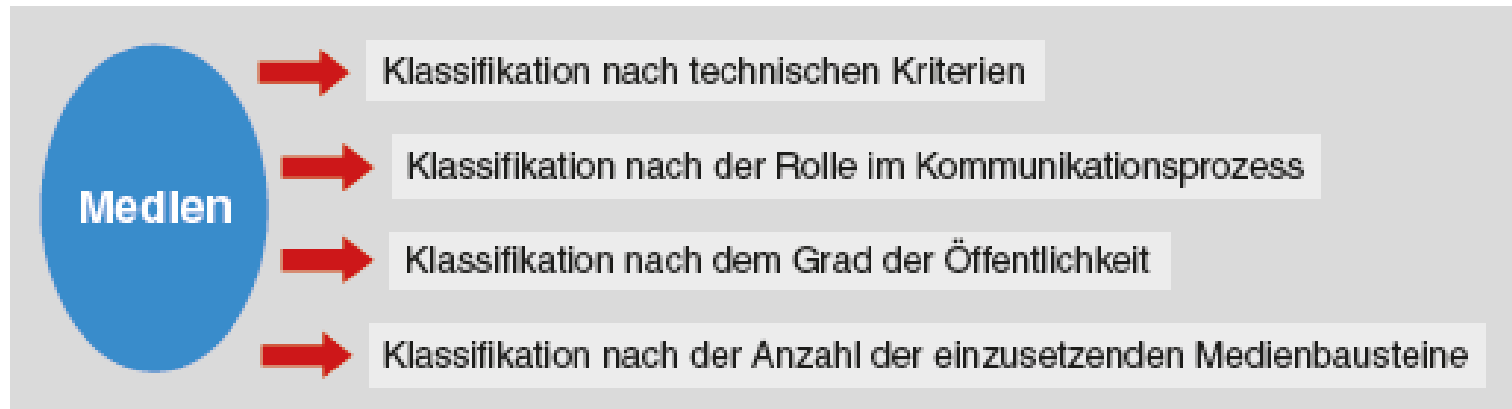 Medien
Klassifikation nach technischen Kriterien
Klassifikation nach der Rolle im Kommunikationsprozess
Klassifikation nach dem Grad der Öffentlichkeit
Klassifikation nach der Anzahl der einzusetzenden Medienbausteine